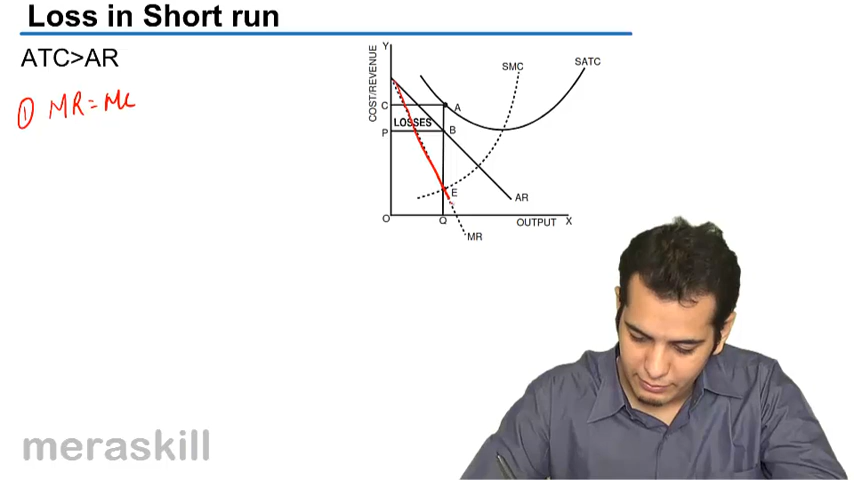 Loss in Short run
ATC>AR
① MR=MC
COST/REVENUE
Y
SMC
SATC
C
A
LOSSES
P
B
E
AR
O
Q
OUTPUT
X
MR
meraskill